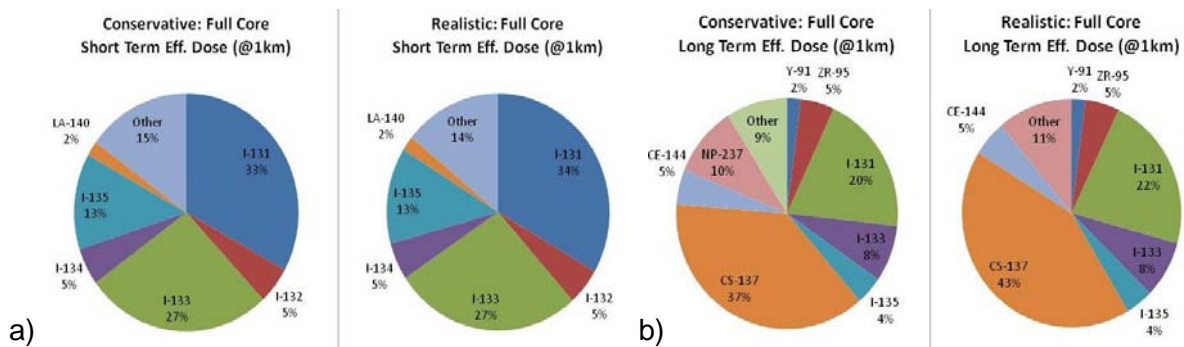 Conservative: Full Core
Short Term Eff. Dose (@1km)
LA-140
2%
Other
15%
I-131
33%
I-135
13%
I-134
5%
I-133
27%
I-132
5%
a)
Realistic: Full Core
Short Term Eff. Dose (@1km)
LA-140
2%
Other
14%
I-131
34%
I-135
13%
I-134
5%
I-133
27%
I-132
5%
Conservative: Full Core
Long Term Eff. Dose (@1km)
Y-91
2%
ZR-95
5%
Other
9%
CE-144
5%
NP-237
10%
I-131
20%
I-133
8%
CS-137
37%
I-135
4%
b)
Realistic: Full Core
Long Term Eff. Dose (@1km)
Y-91
2%
ZR-95
5%
CE-144
5%
Other
11%
I-131
22%
I-133
8%
CS-137
43%
I-135
4%